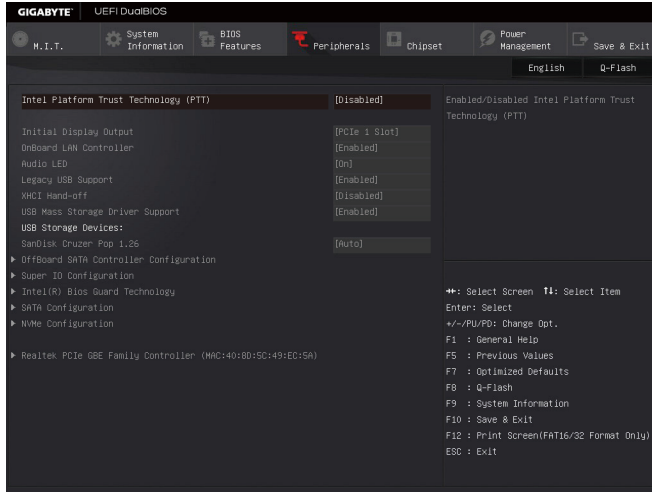 GIGABYTE™ UEFI DualBIOS
M.I.T.
System Information
BIOS Features
Peripherals
Chipset
Power Management
Save & Exit
English Q-Flash
Intel Platform Trust Technology (PTT) [Disabled]
Initial Display Output [PCIe 1 Slot]
OnBoard LAN Controller [Enabled]
Audio LED [On]
Legacy USB Support [Enabled]
XHCI Hand-off [Disabled]
USB Mass Storage Driver Support [Enabled]
USB Storage Devices:
SanDisk Cruzer Pop 1.26 [Auto]
OffBoard SATA Controller Configuration
Super IO Configuration
Intel(R) Bios Guard Technology
SATA Configuration
NVMe Configuration
Realtek PCIe GBE Family Controller (MAC:40:8D:5C:49:EC:5A)
Enabled/Disabled Intel Platform Trust
Technology (PTT)
→←: Select Screen ↑↓: Select Item
Enter: Select
+/-/PU/PD: Change Opt.
F1 : General Help
F5 : Previous Values
F7 : Optimized Defaults
F8 : Q-Flash
F9 : System Information
F10 : Save & Exit
F12 : Print Screen(FAT16/32 Format Only)
ESC : Exit